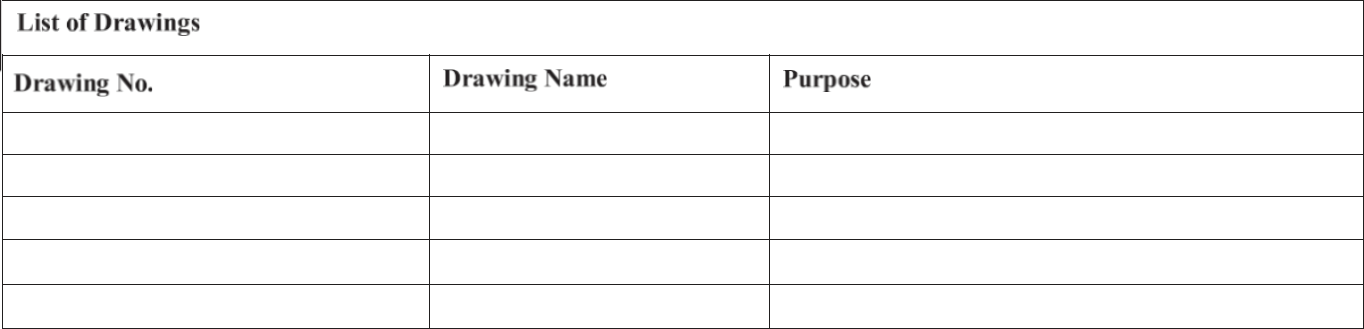 List of Drawings
Drawing No.
Drawing Name
Purpose